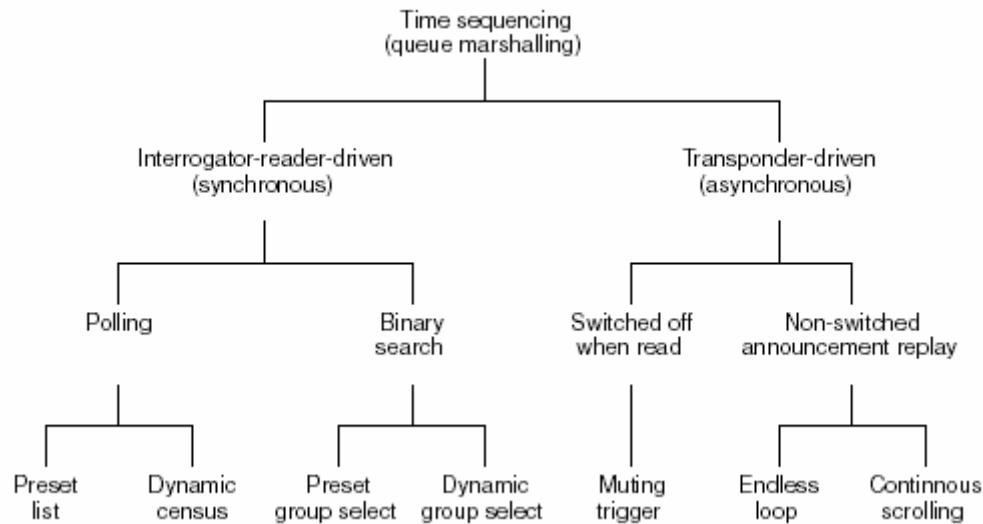 Time sequencing
(queue marshalling)
Interrogator-reader-driven
(synchronous)
Transponder-driven
(asynchronous)
Polling
Binary
search
Switched off
when read
Non-switched
announcement replay
Preset
list
Dynamic
census
Preset
group select
Dynamic
group select
Muting
trigger
Endless
loop
Continnous
scrolling